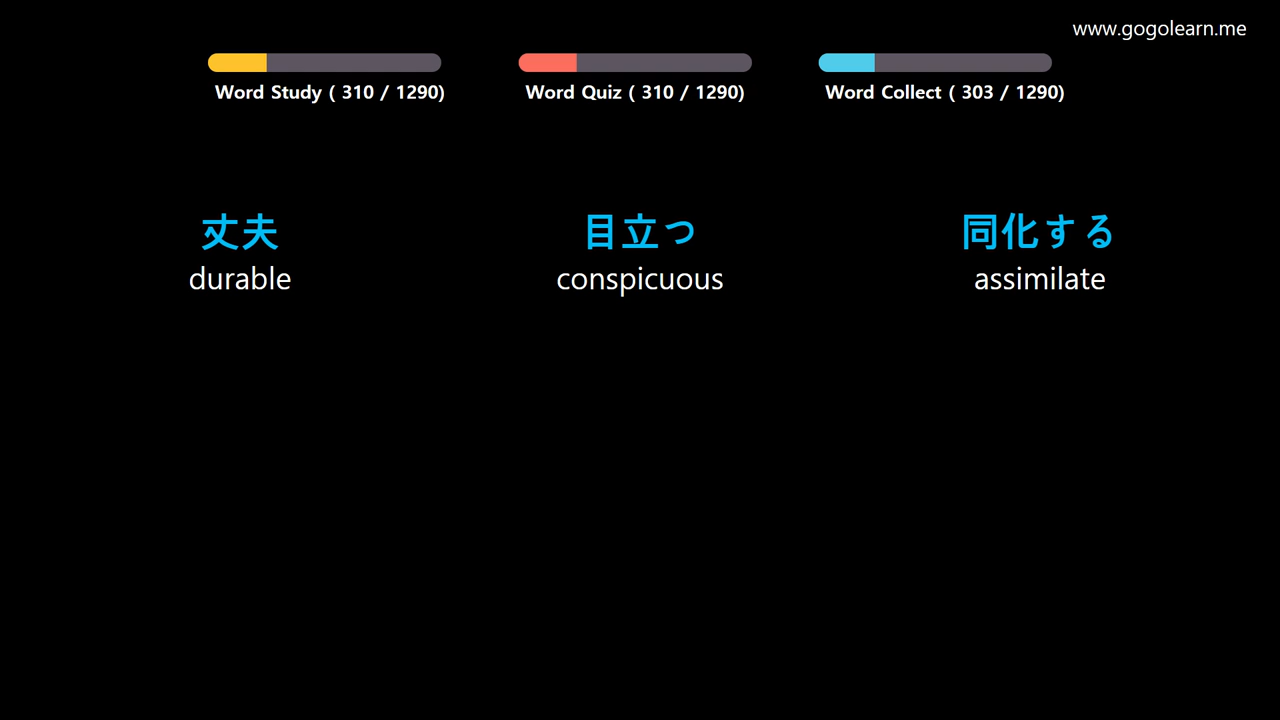 www.gogolearn.me
Word Study ( 310 / 1290)
Word Quiz ( 310 / 1290)
Word Collect ( 303 / 1290)
丈夫
durable
目立つ
conspicuous
同化する
assimilate